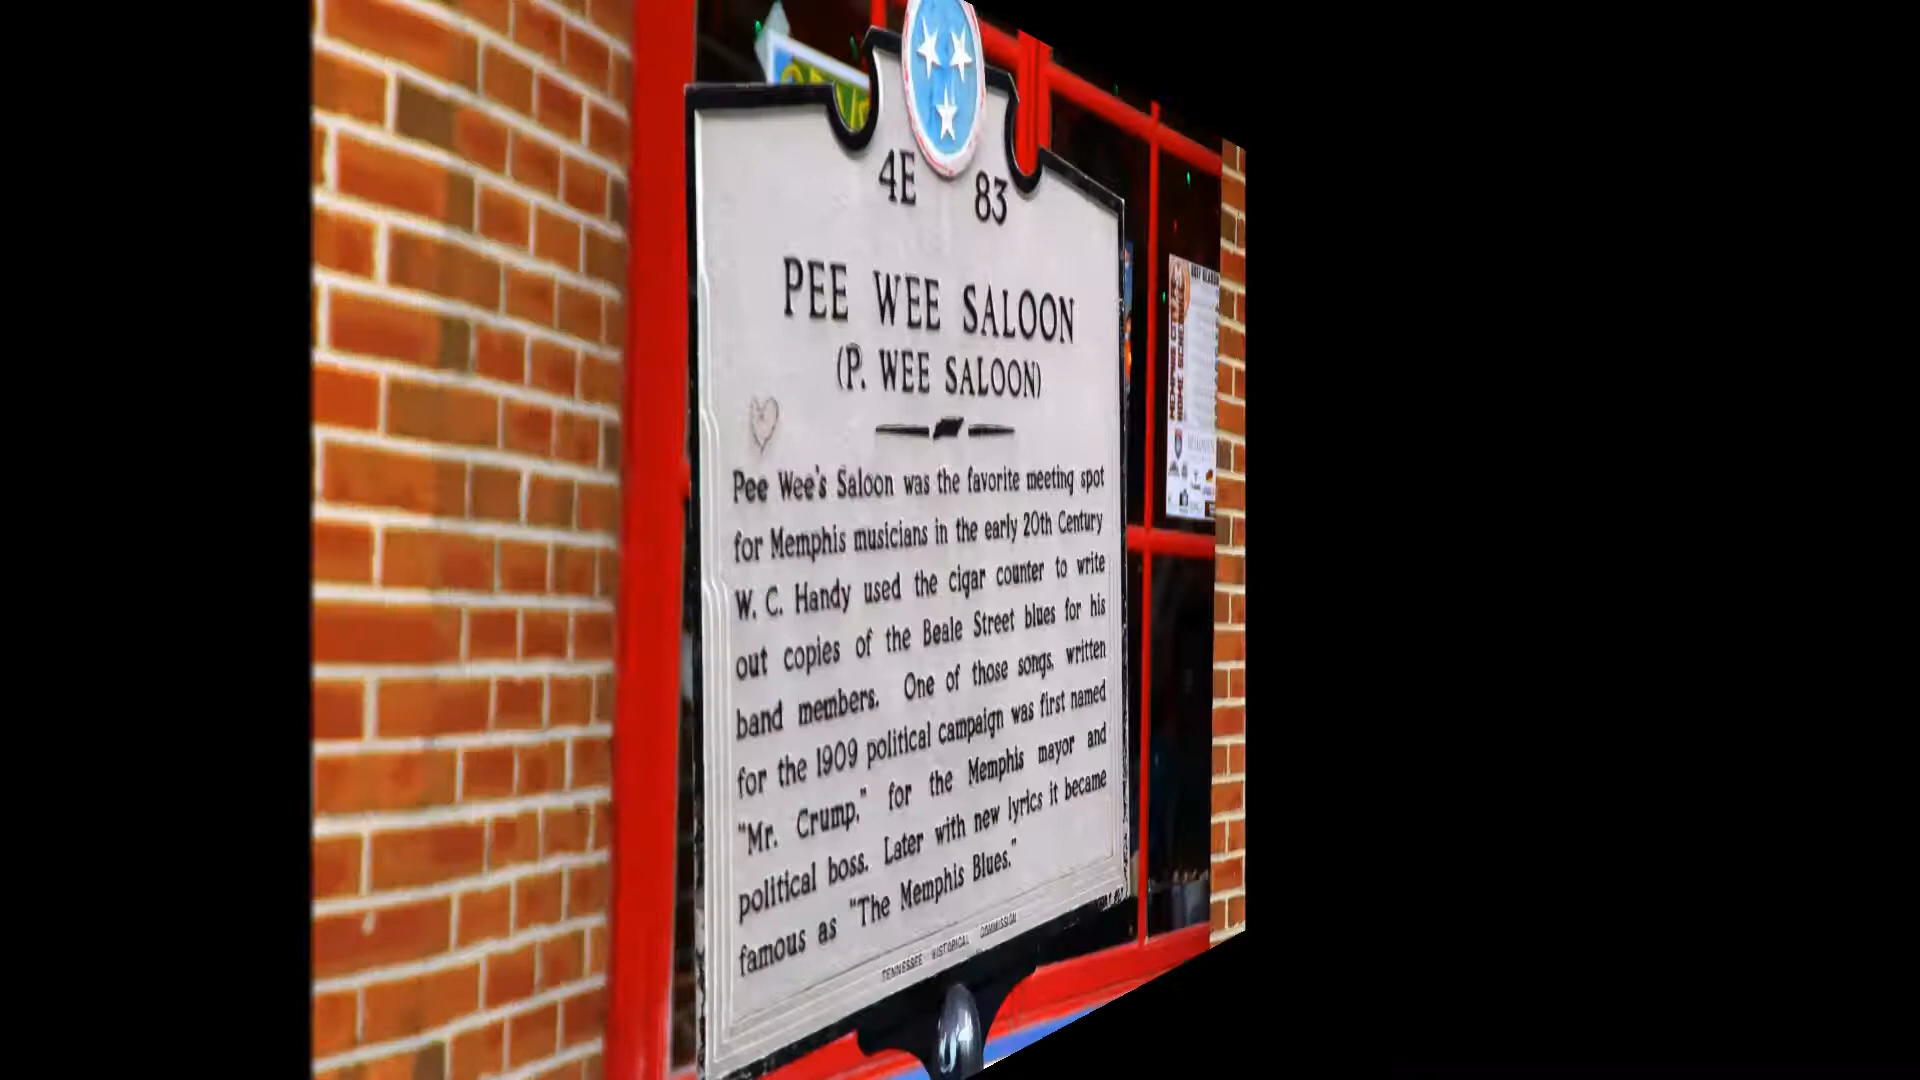 4E 83
PEE WEE SALOON
(P. WEE SALOON)
Pee Wee's Saloon was the favorite meeting spot
for Memphis musicians in the early 20th Century
W. C. Handy used the cigar counter to write
out copies of the Beale Street blues for his
band members. One of those songs, written
for the 1909 political campaign was first named
"Mr. Crump," for the Memphis mayor and
political boss. Later with new lyrics it became
famous as "The Memphis Blues."
TENNESSEE HISTORICAL COMMISSION